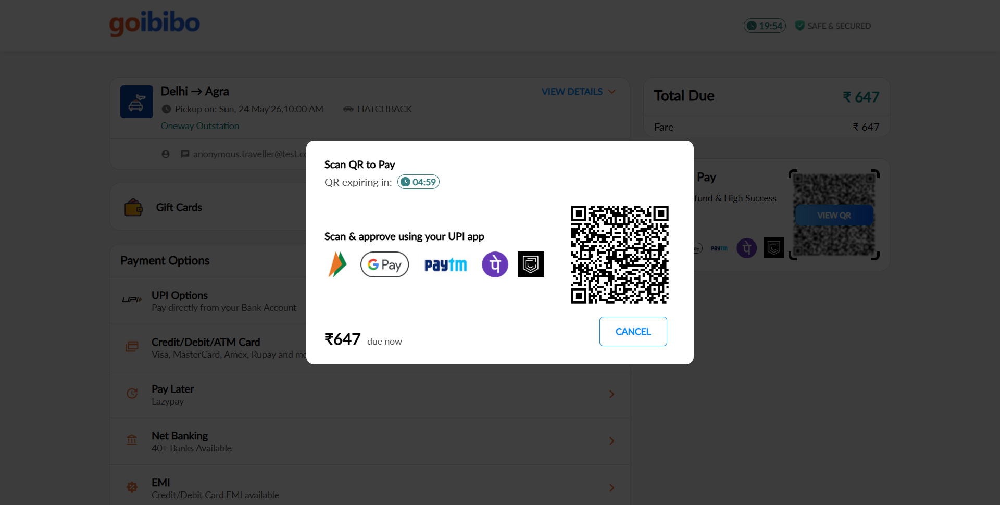 goibibo
19:54
SAFE & SECURED
Delhi → Agra
VIEW DETAILS
Pickup on: Sun, 24 May'26,10:00 AM
HATCHBACK
Oneway Outstation
anonymous.traveller@test.co
Total Due
₹ 647
Fare
₹ 647
Gift Cards
Pay
efund & High Success
VIEW QR
ay
paytm
पे
Scan QR to Pay
QR expiring in:
04:59
Scan & approve using your UPI app
G Pay
paytm
पे
₹647 due now
CANCEL
Payment Options
UPI
UPI Options
Pay directly from your Bank Account
Credit/Debit/ATM Card
Visa, MasterCard, Amex, Rupay and mo
Pay Later
Lazypay
Net Banking
40+ Banks Available
EMI
Credit/Debit Card EMI available